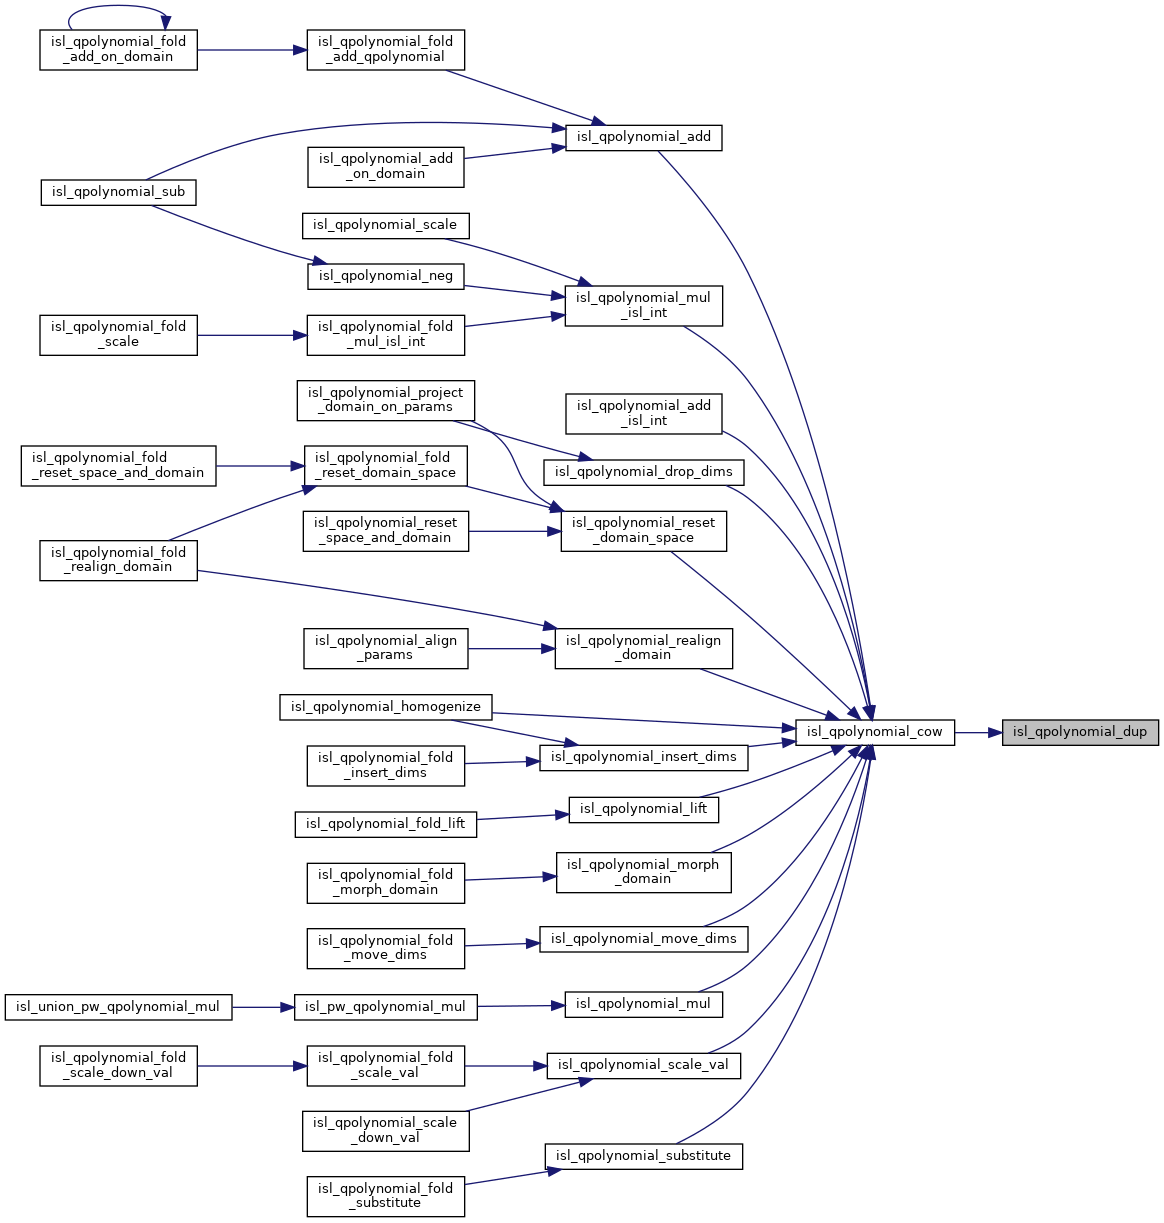 isl_qpolynomial_fold
_add_on_domain
isl_qpolynomial_fold
_add_qpolynomial
isl_qpolynomial_add
isl_qpolynomial_add
_on_domain
isl_qpolynomial_sub
isl_qpolynomial_scale
isl_qpolynomial_neg
isl_qpolynomial_mul
_isl_int
isl_qpolynomial_fold
_scale
isl_qpolynomial_fold
_mul_isl_int
isl_qpolynomial_project
_domain_on_params
isl_qpolynomial_add
_isl_int
isl_qpolynomial_fold
_reset_space_and_domain
isl_qpolynomial_fold
_reset_domain_space
isl_qpolynomial_drop_dims
isl_qpolynomial_reset
_space_and_domain
isl_qpolynomial_reset
_domain_space
isl_qpolynomial_fold
_realign_domain
isl_qpolynomial_align
_params
isl_qpolynomial_realign
_domain
isl_qpolynomial_homogenize
isl_qpolynomial_cow
isl_qpolynomial_dup
isl_qpolynomial_fold
_insert_dims
isl_qpolynomial_insert_dims
isl_qpolynomial_lift
isl_qpolynomial_fold_lift
isl_qpolynomial_fold
_morph_domain
isl_qpolynomial_morph
_domain
isl_qpolynomial_fold
_move_dims
isl_qpolynomial_move_dims
isl_union_pw_qpolynomial_mul
isl_pw_qpolynomial_mul
isl_qpolynomial_mul
isl_qpolynomial_fold
_scale_down_val
isl_qpolynomial_fold
_scale_val
isl_qpolynomial_scale_val
isl_qpolynomial_scale
_down_val
isl_qpolynomial_substitute
isl_qpolynomial_fold
_substitute